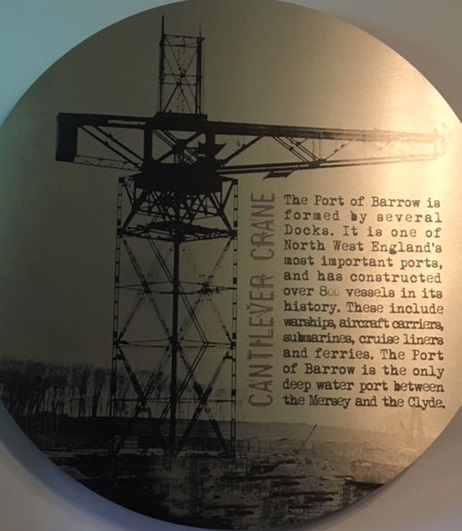 CANTILEVER CRANE
The Port of Barrow is
formed by several
Docks. It is one of
North West England's
most important ports,
and has constructed
over 800 vessels in its
history. These include
warships, aircraft carriers,
submarines, cruise liners
and ferries. The Port
of Barrow is the only
deep water port between
the Mersey and the Clyde.